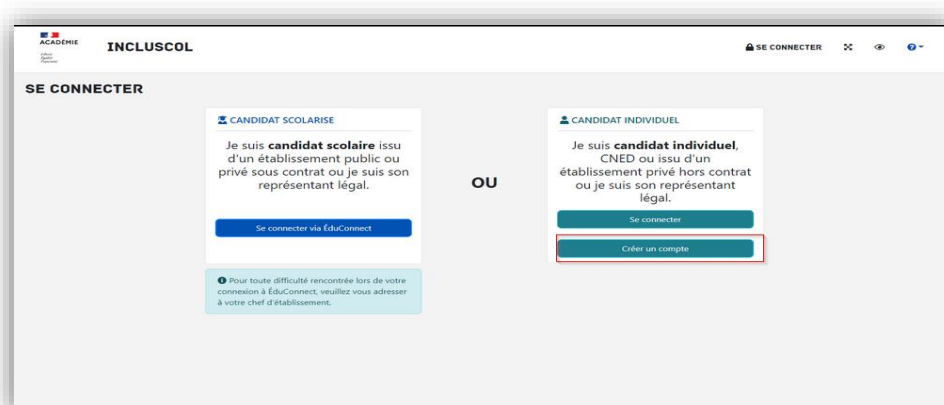 ACADÉMIE
INCLUSCOL
SE CONNECTER
SE CONNECTER
CANDIDAT SCOLARISE
Je suis candidat scolaire issu
d'un établissement public ou
privé sous contrat ou je suis son
représentant légal.
Se connecter via ÉduConnect
Pour toute difficulté rencontrée lors de votre
connexion à ÉduConnect, veuillez vous adresser
à votre chef d'établissement.
OU
CANDIDAT INDIVIDUEL
Je suis candidat individuel,
CNED ou issu d'un
établissement privé hors contrat
ou je suis son représentant
légal.
Se connecter
Créer un compte